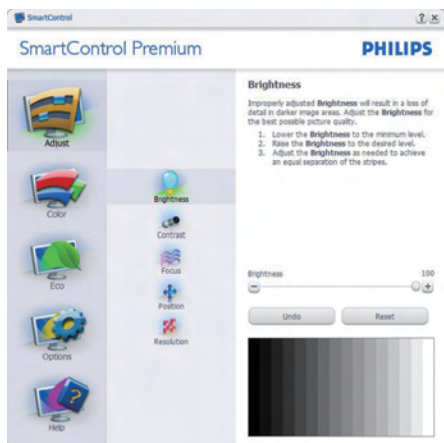 SmartControl
SmartControl Premium
PHILIPS
Adjust
Color
Eco
Options
Help
Brightness
Contrast
Focus
Position
Resolution
Brightness
Improperly adjusted Brightness will result in a loss of
detail in darker image areas. Adjust the Brightness for
the best possible picture quality.
1. Lower the Brightness to the minimum level.
2. Raise the Brightness to the desired level.
3. Adjust the Brightness as needed to achieve
an equal separation of the stripes.
Brightness 100
Undo Reset